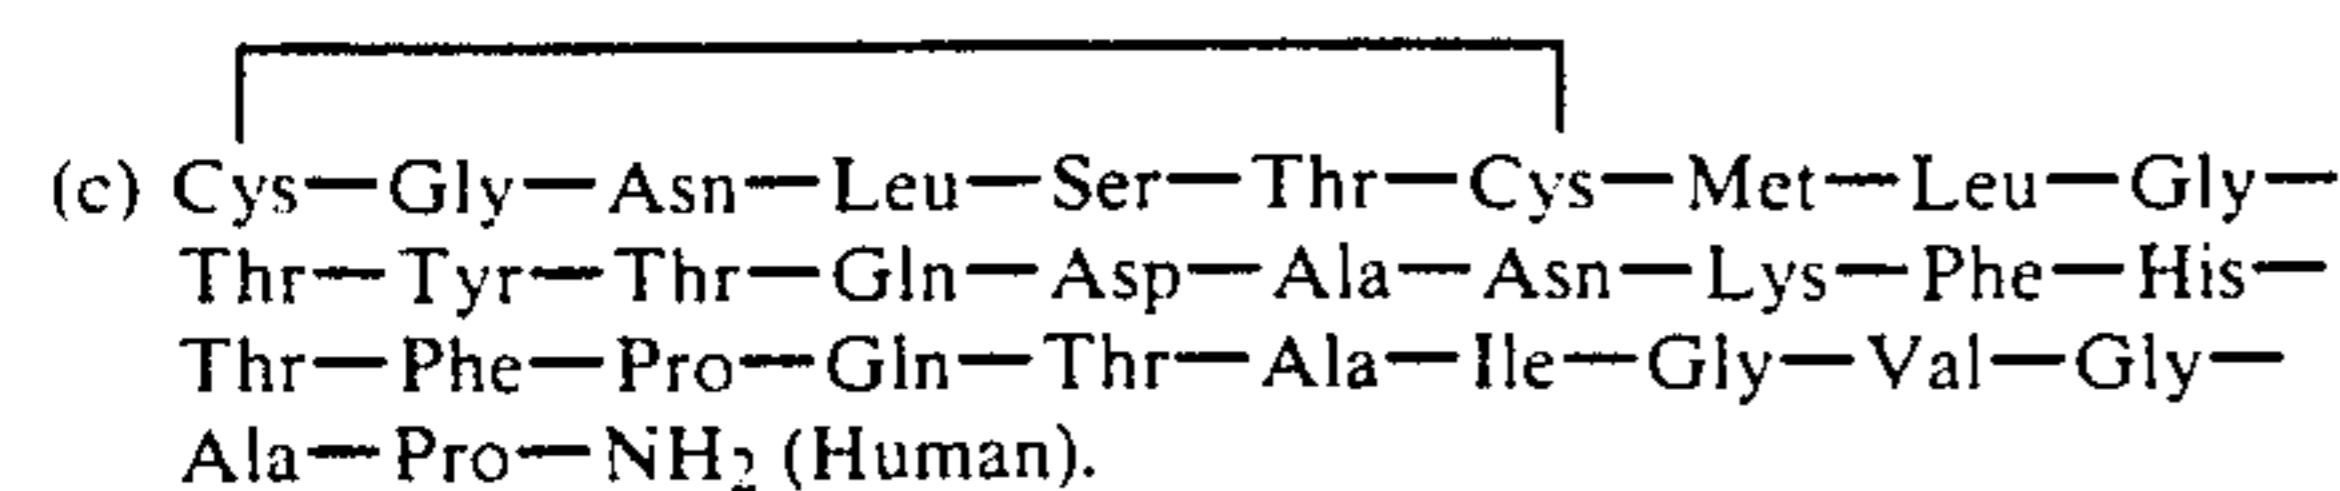 (c) Cys—Gly—Asn—Leu—Ser—Thr—Cys—Met—Leu—Gly—
Thr—Tyr—Thr—Gln—Asp—Ala—Asn—Lys—Phe—His—
Thr—Phe—Pro—Gln—Thr—Ala—Ile—Gly—Val—Gly—
Ala—Pro—NH₂ (Human).